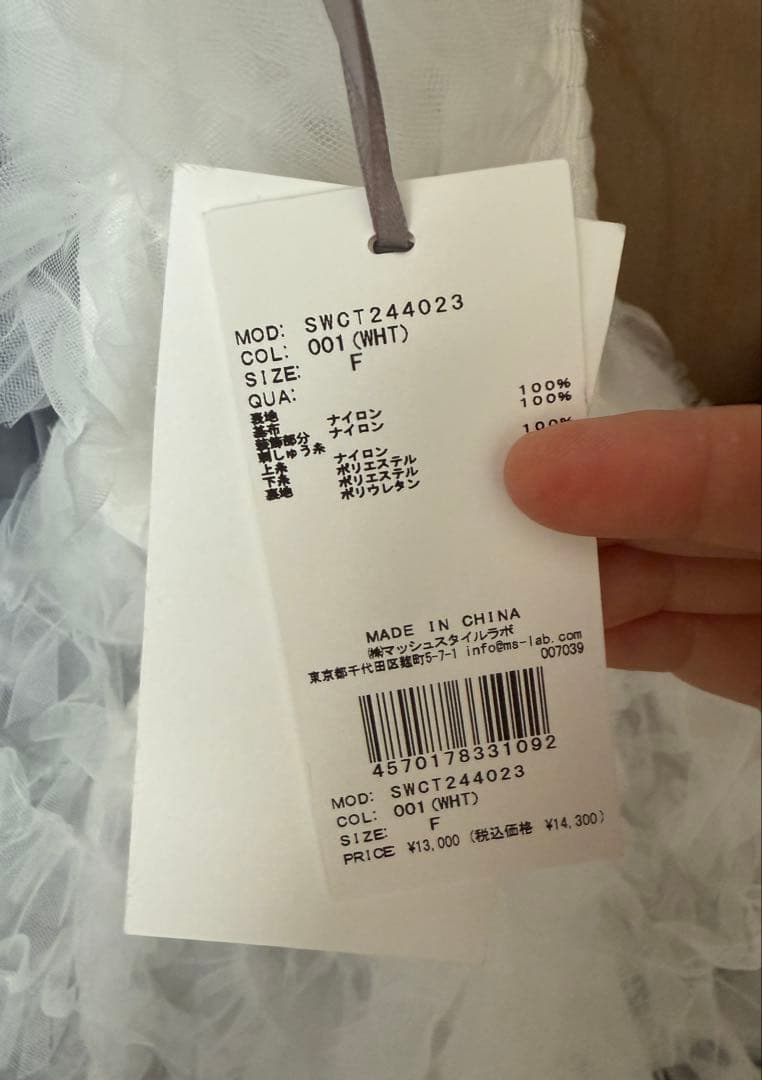 MOD: SWCT244023
COL: 001(WHT)
SIZE: F
QUA:
裏地 ナイロン 100%
基布 ナイロン 100%
装飾部分
刺しゅう糸 ナイロン 100%
上糸 ポリエステル
下糸 ポリエステル
裏地 ポリウレタン
MADE IN CHINA
㈱マッシュスタイルラボ
東京都千代田区麹町5-7-1 info@ms-lab.com
007039
4570178331092
MOD: SWCT244023
COL: 001(WHT)
SIZE: F
PRICE ¥13,000 (税込価格 ¥14,300)